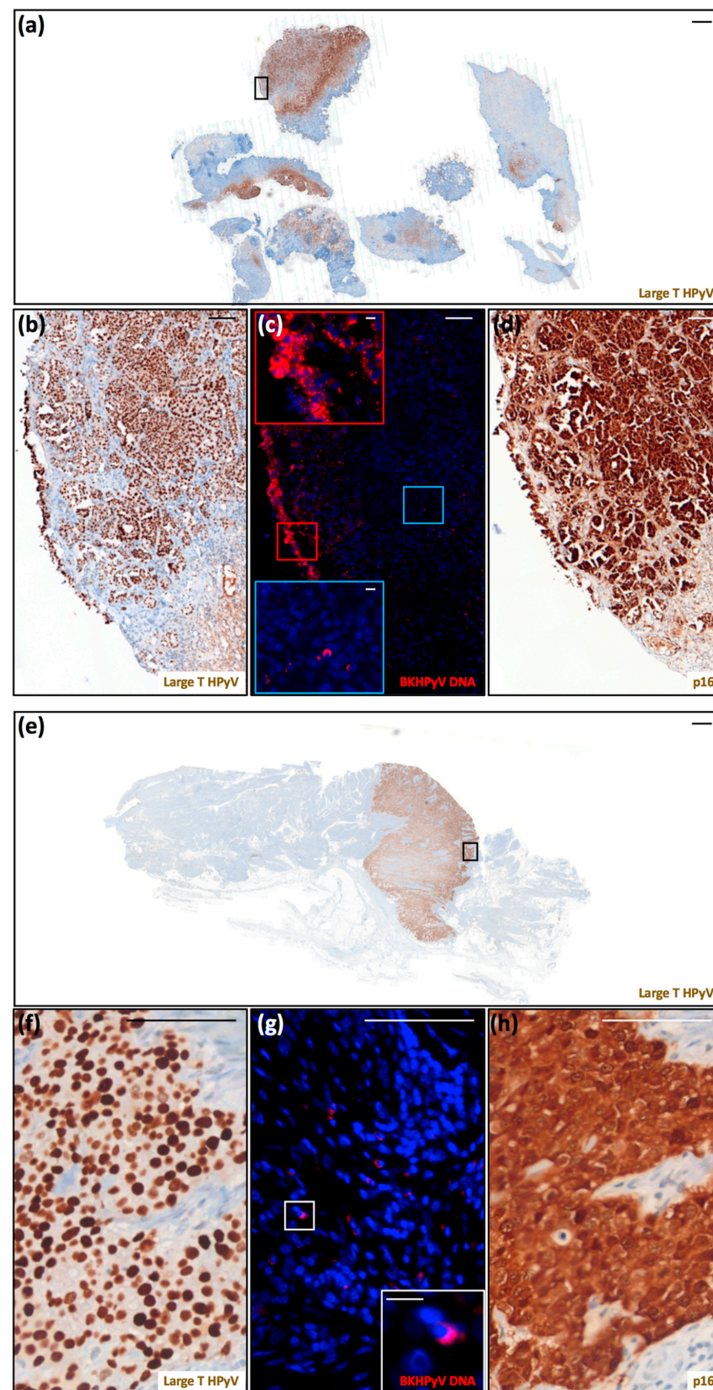 (a)
Large T HPyV
(b)
(c)
(d)
Large T HPyV
BKHPyV DNA
p16
(e)
Large T HPyV
(f)
(g)
(h)
Large T HPyV
BKHPyV DNA
p16